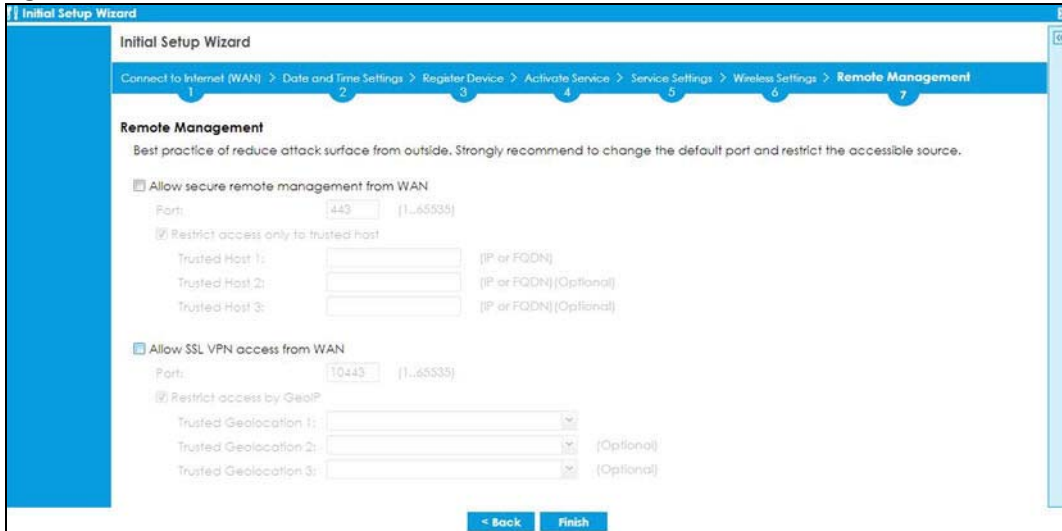 Initial Setup Wizard
Initial Setup Wizard
Connect to Internet (WAN) > Date and Time Settings > Register Device > Activate Service > Service Settings > Wireless Settings > Remote Management
1 2 3 4 5 6 7
Remote Management
Best practice of reduce attack surface from outside. Strongly recommend to change the default port and restrict the accessible source.
Allow secure remote management from WAN
Port: 443 (1..65535)
Restrict access only to trusted host
Trusted Host 1: (IP or FQDN)
Trusted Host 2: (IP or FQDN)(Optional)
Trusted Host 3: (IP or FQDN)(Optional)
Allow SSL VPN access from WAN
Port: 10443 (1..65535)
Restrict access by GeoIP
Trusted Geolocation 1:
Trusted Geolocation 2: (Optional)
Trusted Geolocation 3: (Optional)
< Back Finish